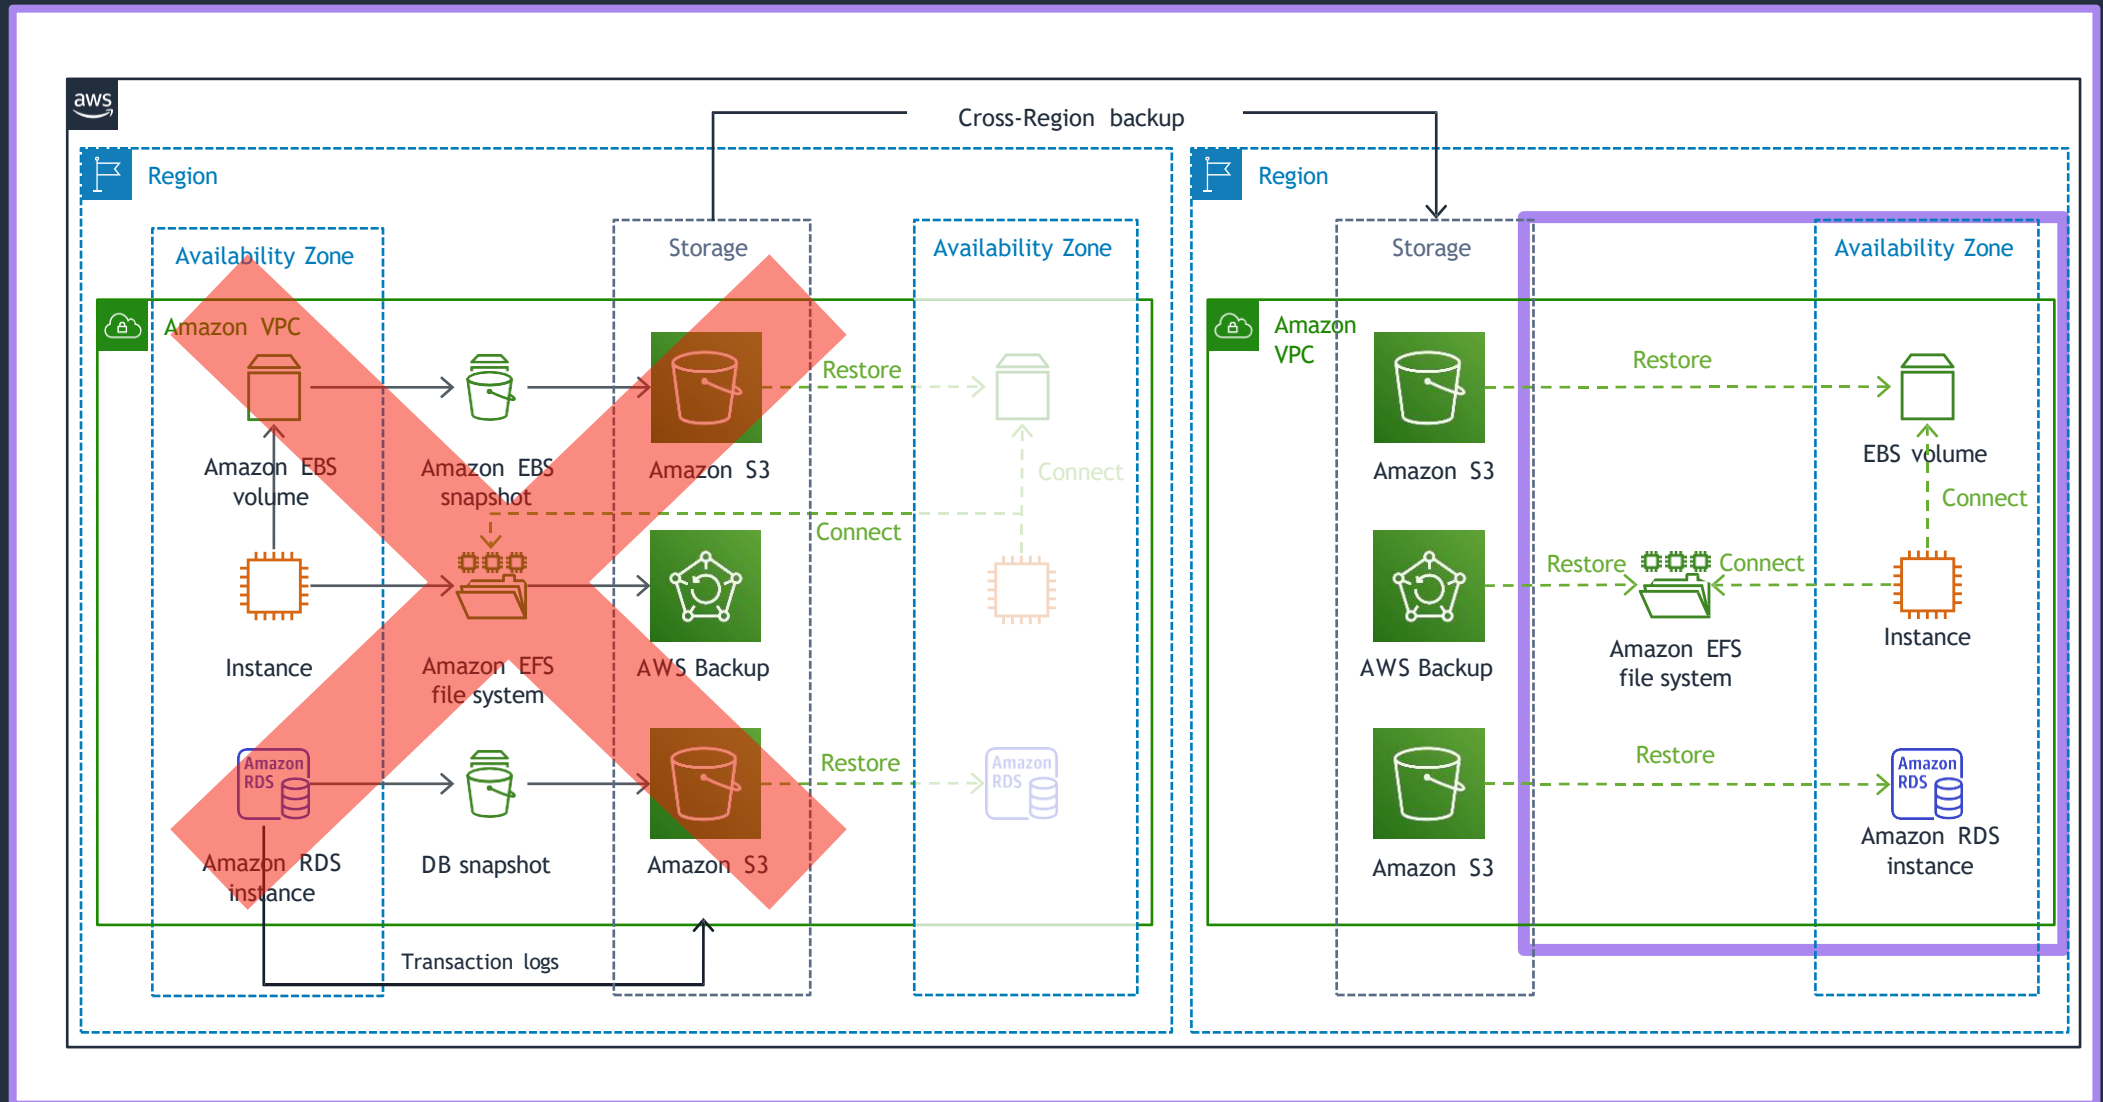 aws
Cross-Region backup
Region
Availability Zone
Storage
Availability Zone
Amazon VPC
Restore
Amazon EBS
volume
Amazon EBS
snapshot
Amazon S3
Connect
Connect
Instance
Amazon EFS
file system
AWS Backup
Amazon
RDS
Restore
Amazon
RDS
Amazon RDS
instance
DB snapshot
Amazon S3
Transaction logs
Region
Storage
Availability Zone
Amazon
VPC
Restore
Amazon S3
EBS volume
Connect
Restore
Connect
AWS Backup
Amazon EFS
file system
Instance
Restore
Amazon
RDS
Amazon S3
Amazon RDS
instance